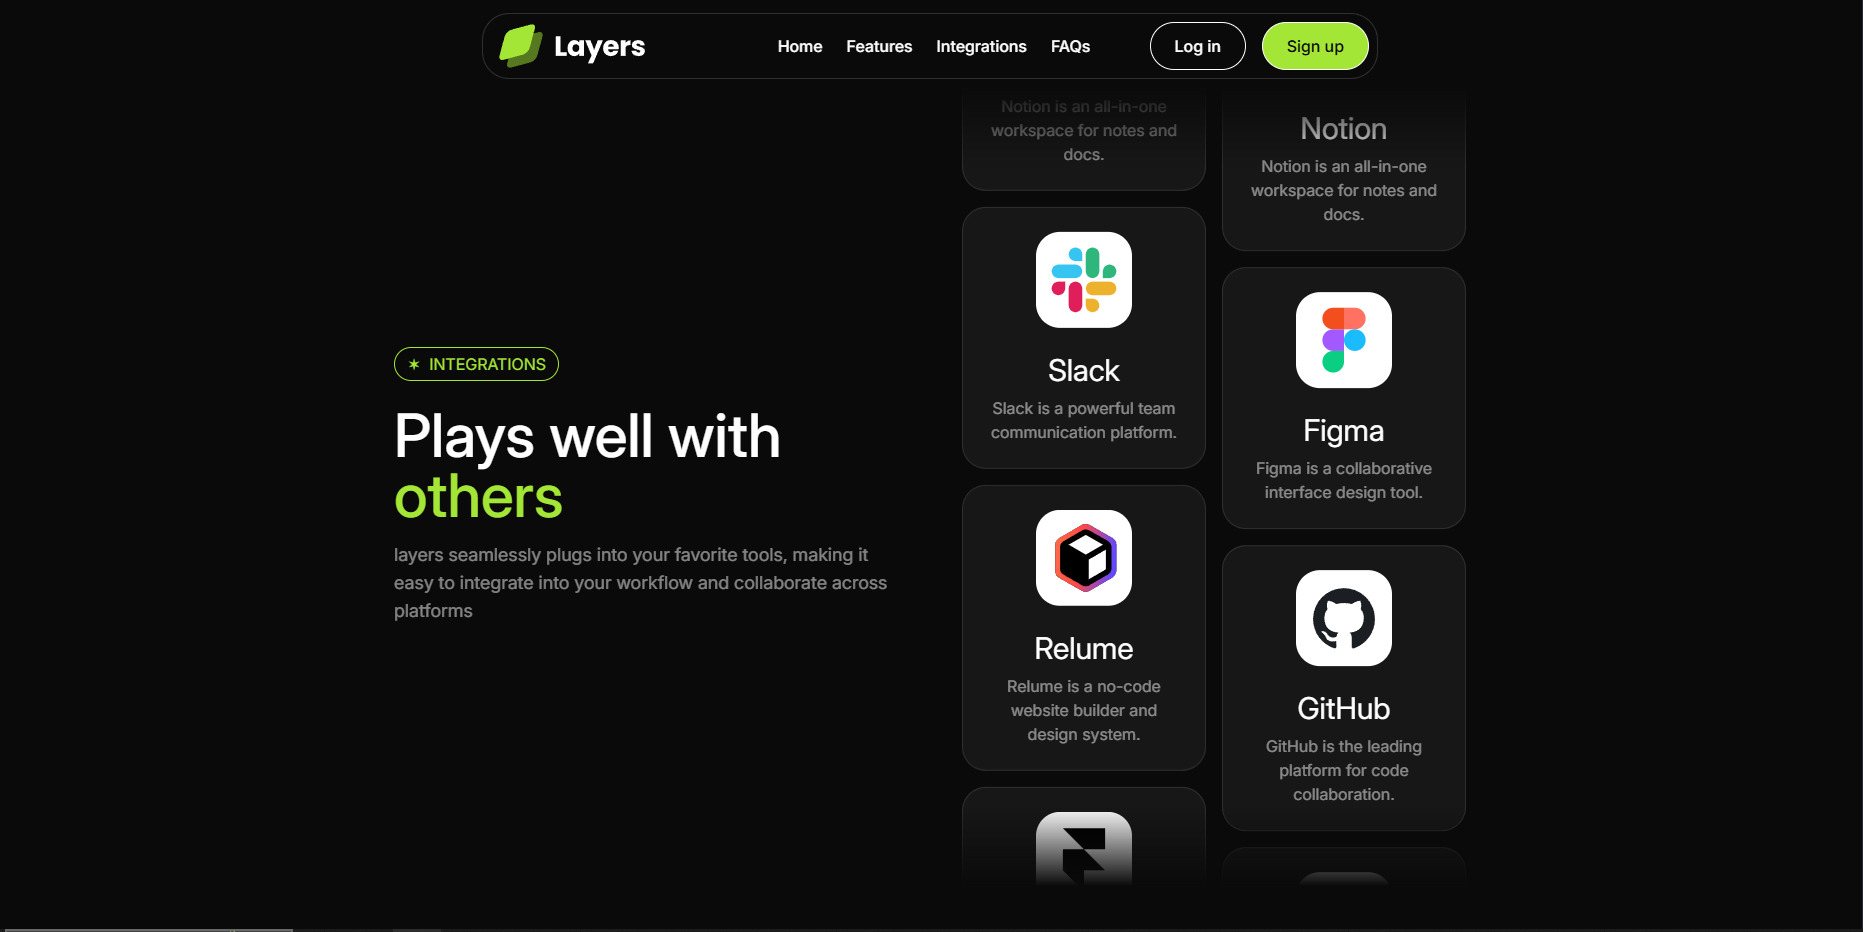 Layers
Home
Features
Integrations
FAQs
Log in
Sign up
✶ INTEGRATIONS
Plays well with
others
layers seamlessly plugs into your favorite tools, making it
easy to integrate into your workflow and collaborate across
platforms
Notion is an all-in-one
workspace for notes and
docs.
Slack
Slack is a powerful team
communication platform.
Relume
Relume is a no-code
website builder and
design system.
Notion
Notion is an all-in-one
workspace for notes and
docs.
Figma
Figma is a collaborative
interface design tool.
GitHub
GitHub is the leading
platform for code
collaboration.